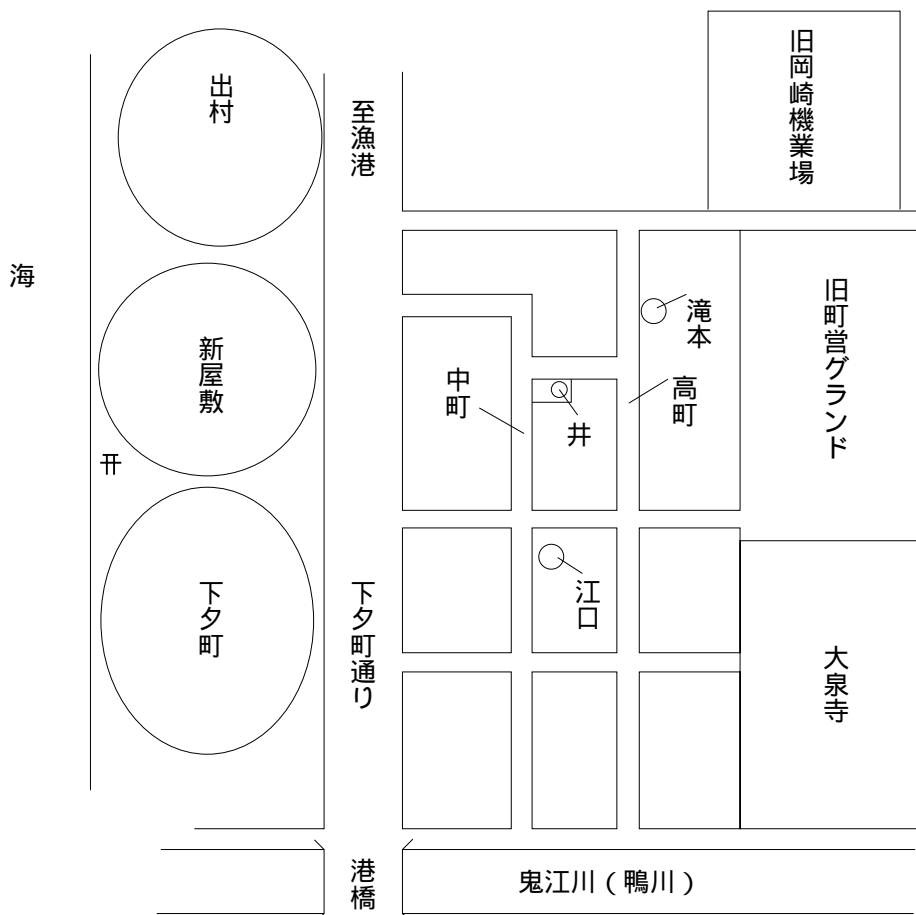 旧岡崎機業場
出村
至漁港
海
旧町営グランド
滝本
新屋敷
中町
高町
井
下夕町
下夕町通り
江口
大泉寺
港橋
鬼江川(鴨川)